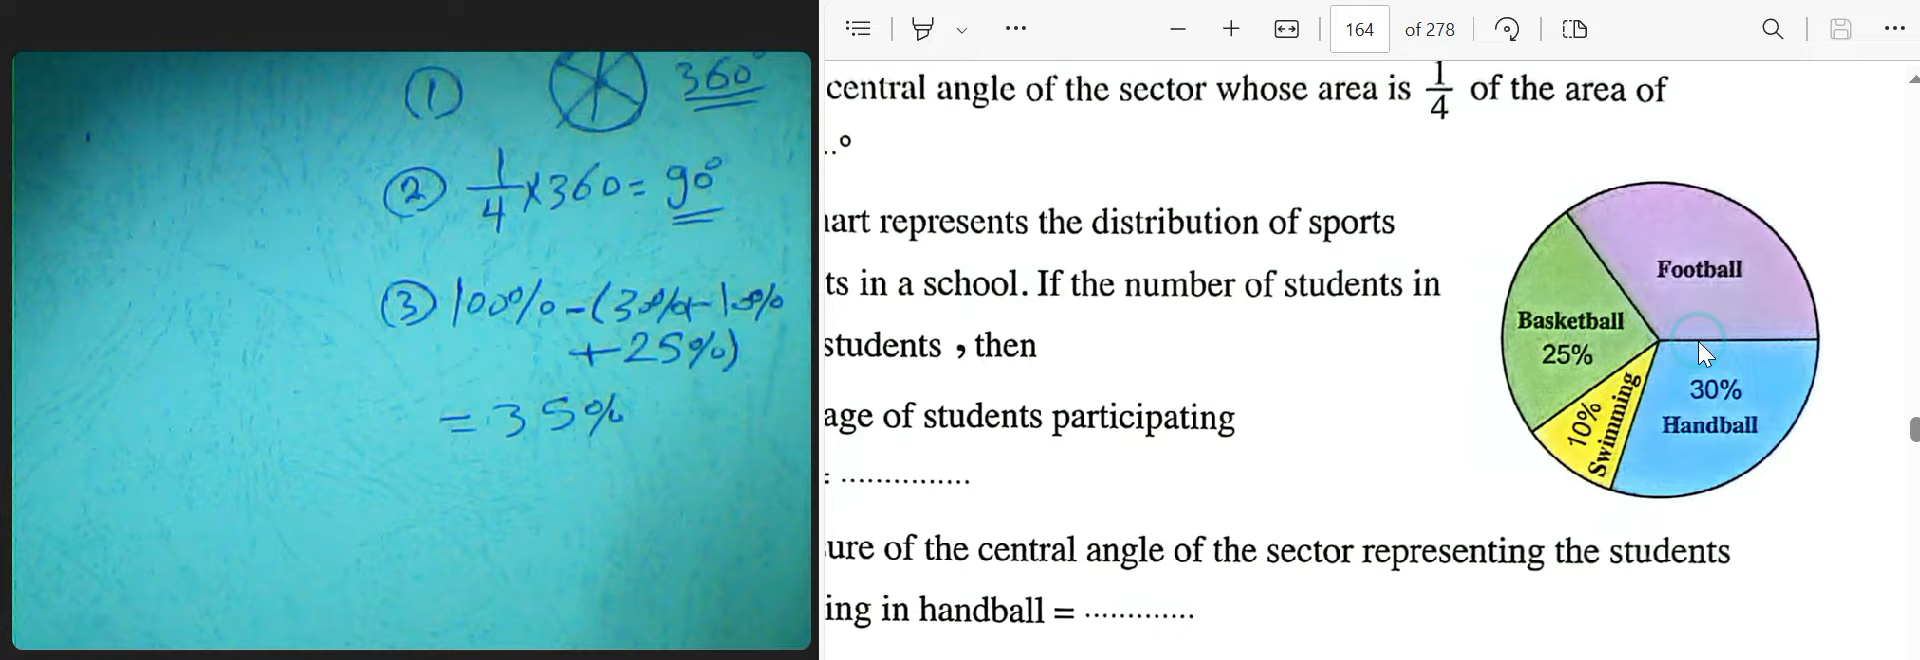 ① 360°
② 1/4 × 360 = 90°
③ 100% - (30% + 10%
+ 25%)
= 35%
164 of 278
central angle of the sector whose area is 1/4 of the area of
..°
art represents the distribution of sports
ts in a school. If the number of students in
students , then
age of students participating
= ...............
ure of the central angle of the sector representing the students
ing in handball = .............
Football
Basketball
25%
10%
Swimming
30%
Handball